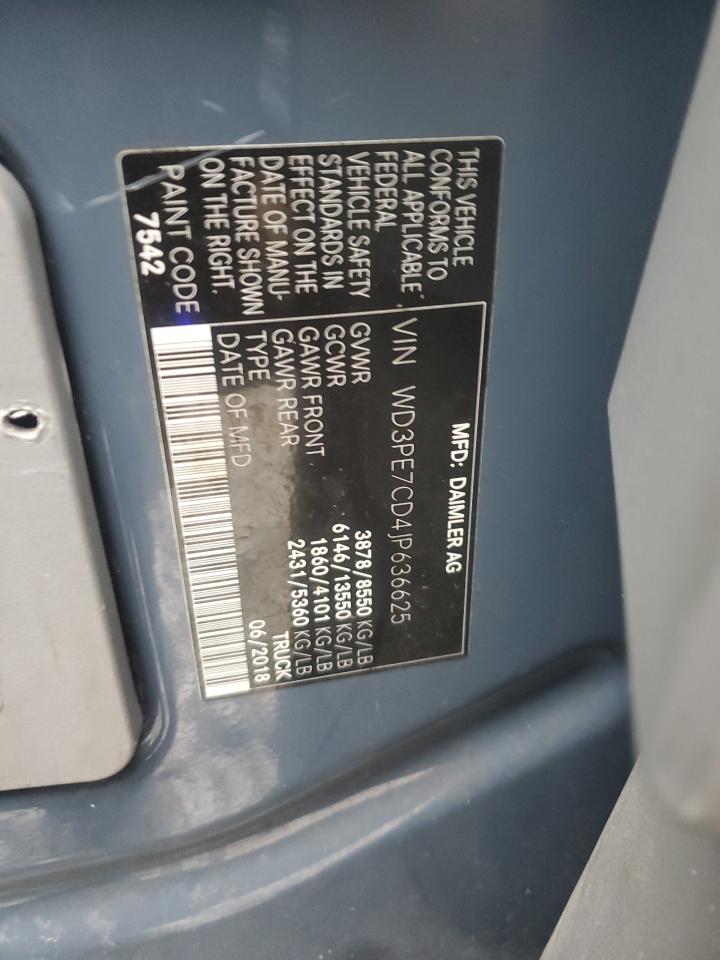 THIS VEHICLE
CONFORMS TO
ALL APPLICABLE
FEDERAL
VEHICLE SAFETY
STANDARDS IN
EFFECT ON THE
DATE OF MANU-
FACTURE SHOWN
ON THE RIGHT.
PAINT CODE
7542
MFD: DAIMLER AG
VIN WD3PE7CD4JP636625
GVWR 3878/8550 KG/LB
GCWR 6146/13550 KG/LB
GAWR FRONT 1860/4101 KG/LB
GAWR REAR 2431/5360 KG/LB
TYPE TRUCK
DATE OF MFD 06/2018